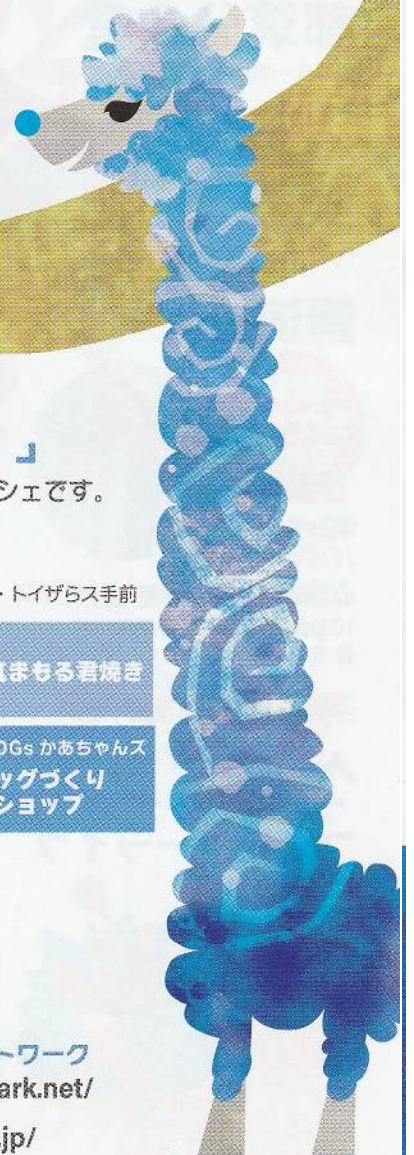 』
シェです。
・トイザらス手前
まもる君焼き
DGs かあちゃんズ
ッグづくり
ショップ
トワーク
ark.net/
.jp/